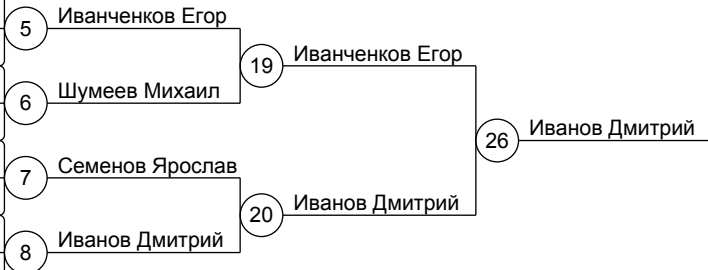 5 Иванченков Егор
19 Иванченков Егор
6 Шумеев Михаил
26 Иванов Дмитрий
7 Семенов Ярослав
20 Иванов Дмитрий
8 Иванов Дмитрий